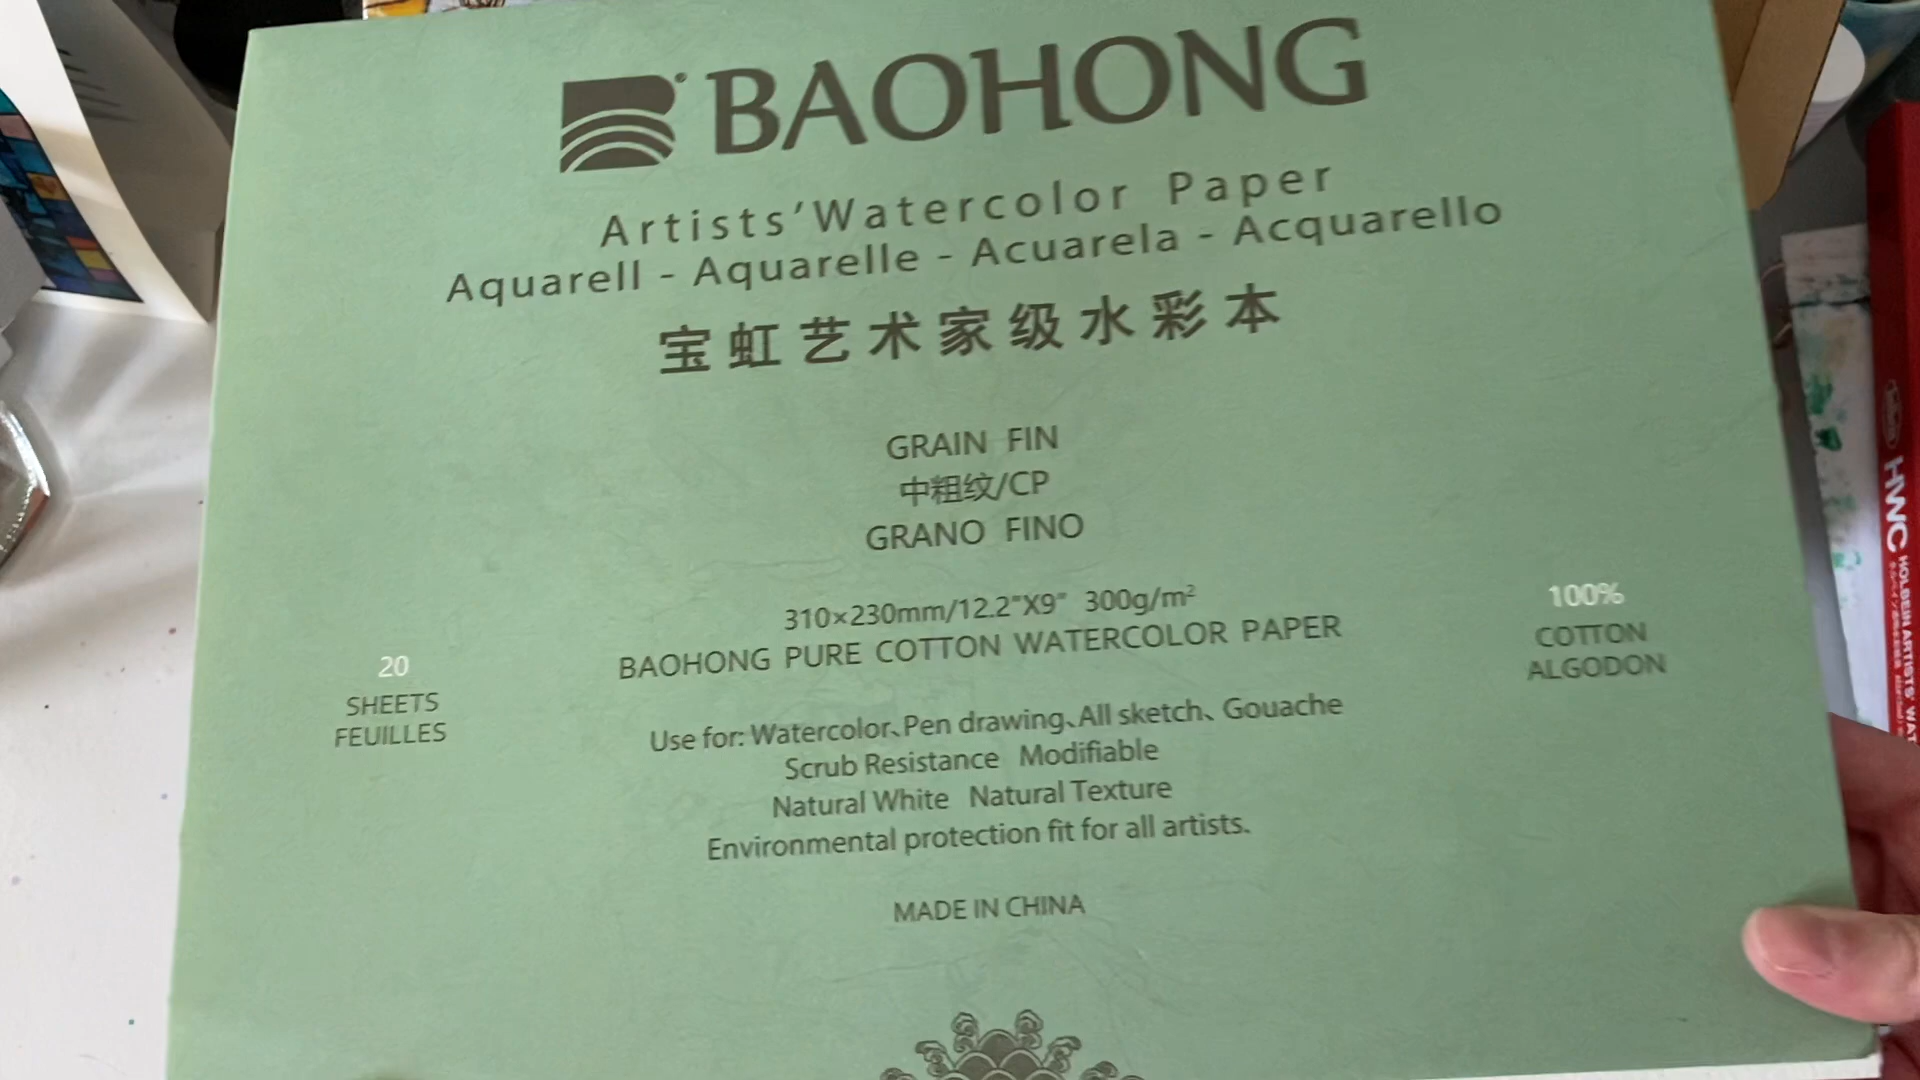 BAOHONG
Artists' Watercolor Paper
Aquarell - Aquarelle - Acuarela - Acquarello
宝虹艺术家级水彩本
GRAIN FIN
中粗纹/CP
GRANO FINO
310×230mm/12.2"X9" 300g/m²
BAOHONG PURE COTTON WATERCOLOR PAPER
20
SHEETS
FEUILLES
100%
COTTON
ALGODON
Use for: Watercolor、Pen drawing、All sketch、Gouache
Scrub Resistance Modifiable
Natural White Natural Texture
Environmental protection fit for all artists.
MADE IN CHINA
HWC HOLBEIN ARTISTS' WAT